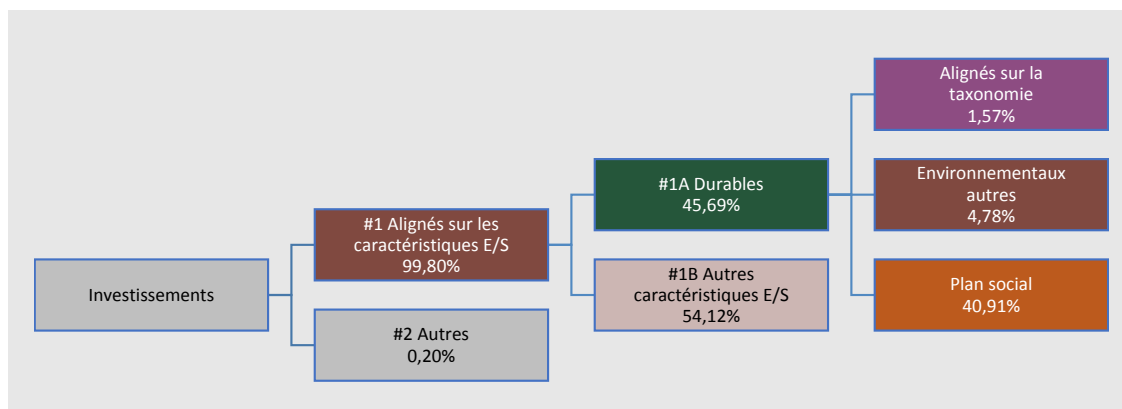 Investissements
#1 Alignés sur les
caractéristiques E/S
99,80%
#2 Autres
0,20%
#1A Durables
45,69%
#1B Autres
caractéristiques E/S
54,12%
Alignés sur la
taxonomie
1,57%
Environnementaux
autres
4,78%
Plan social
40,91%